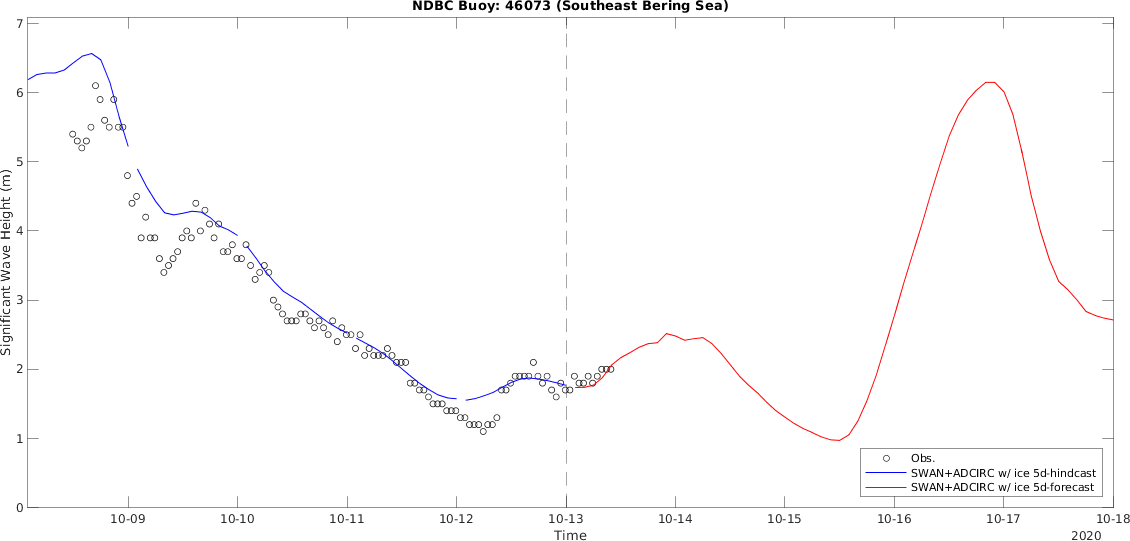 NDBC Buoy: 46073 (Southeast Bering Sea)
7
6
5
4
3
2
1
0
Significant Wave Height (m)
10-09 10-10 10-11 10-12 10-13 10-14 10-15 10-16 10-17 10-18
Time
2020
Obs.
SWAN+ADCIRC w/ ice 5d-hindcast
SWAN+ADCIRC w/ ice 5d-forecast